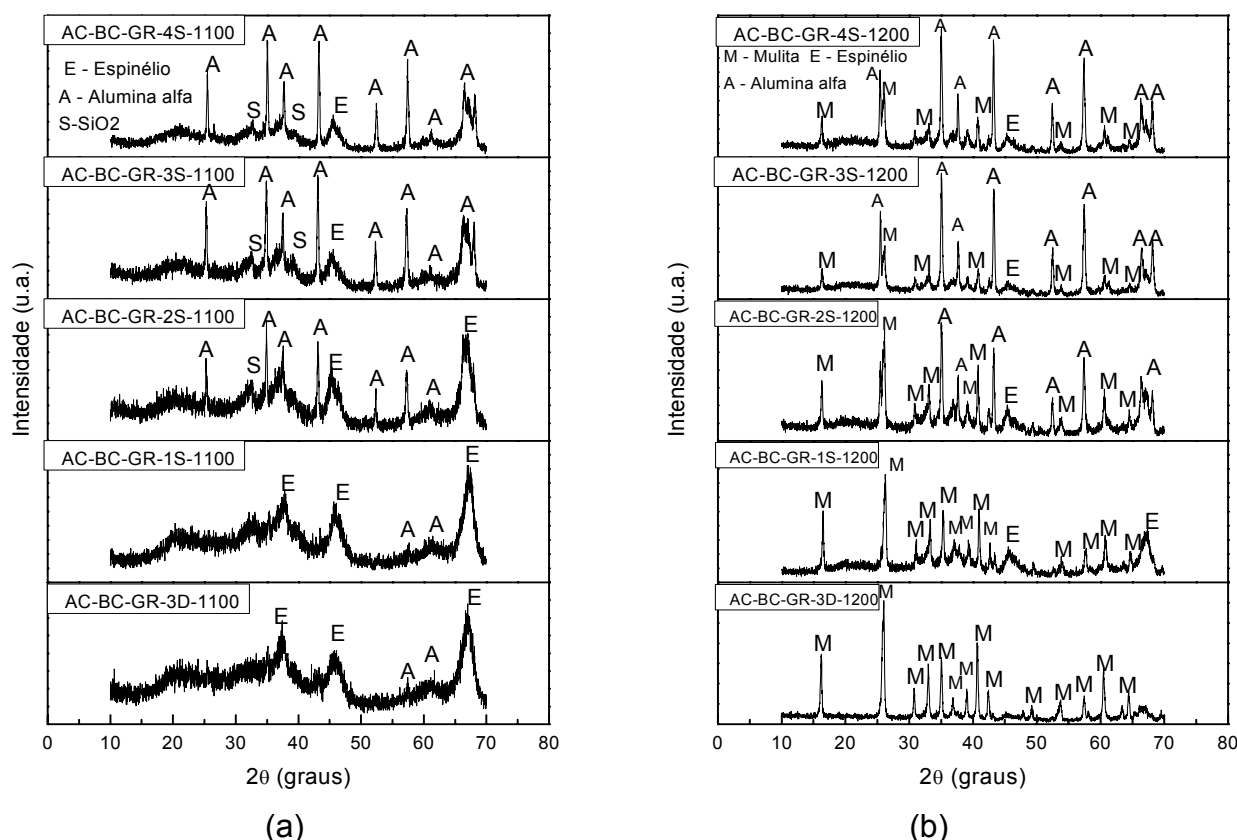 AC-BC-GR-4S-1100
E - Espinélio
A - Alumina alfa
S-SiO2
A A A A A A A A
S S E
AC-BC-GR-3S-1100
A A A A A A A A
S S E
AC-BC-GR-2S-1100
A A A A A A A
S E E
AC-BC-GR-1S-1100
E E A A E
AC-BC-GR-3D-1100
E E A A E
Intensidade (u.a.)
0 10 20 30 40 50 60 70 80
2θ (graus)
(a)
AC-BC-GR-4S-1200
M - Mulita E - Espinélio
A - Alumina alfa
M A M M A A M A E A M A M M A A
AC-BC-GR-3S-1200
M A M M A A M A E A M A M M A A
AC-BC-GR-2S-1200
M M M M A A M M A E A M A M M A
AC-BC-GR-1S-1200
M M M M M M M M M E M M M M E
AC-BC-GR-3D-1200
M M M M M M M M M M M M M M
Intensidade (u.a.)
0 10 20 30 40 50 60 70 80
2θ (graus)
(b)